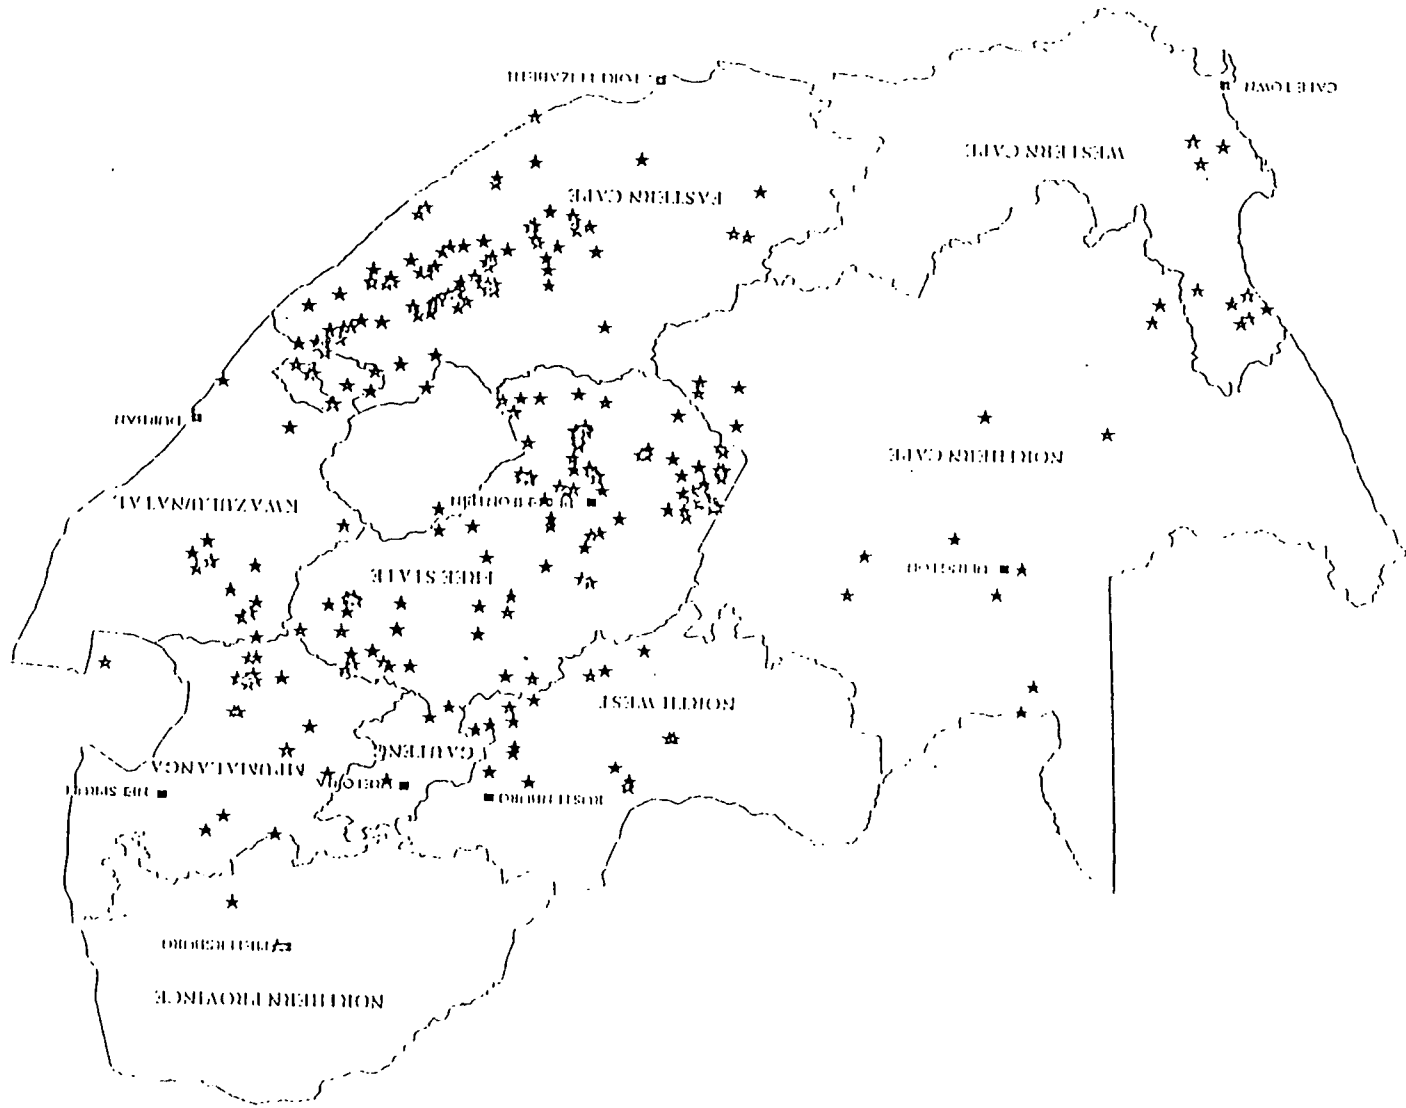 NORTHERN PROVINCE
PIETERSBURG
MPUMALANGA
GAUTENG
RUSTENBURG
NORTH WEST
FREE STATE
KWAZULU/NATAL
DURBAN
NORTHERN CAPE
EASTERN CAPE
WESTERN CAPE
PORT ELIZABETH
CAPE TOWN